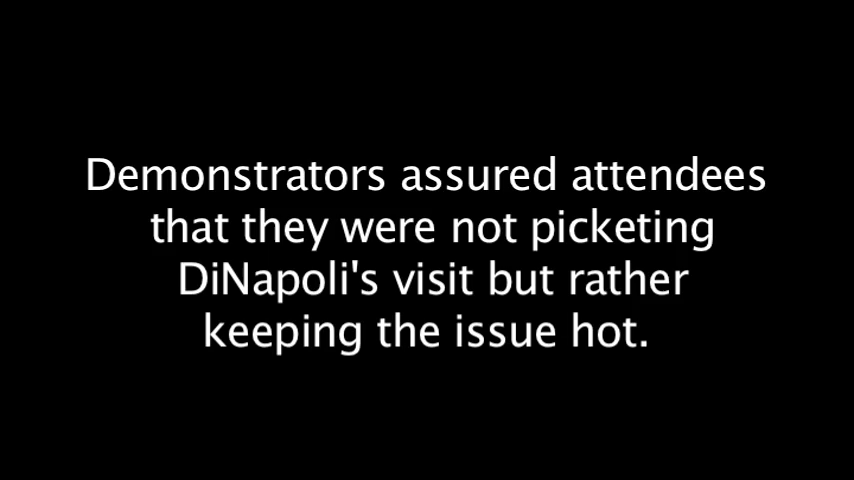 Demonstrators assured attendees
that they were not picketing
DiNapoli's visit but rather
keeping the issue hot.